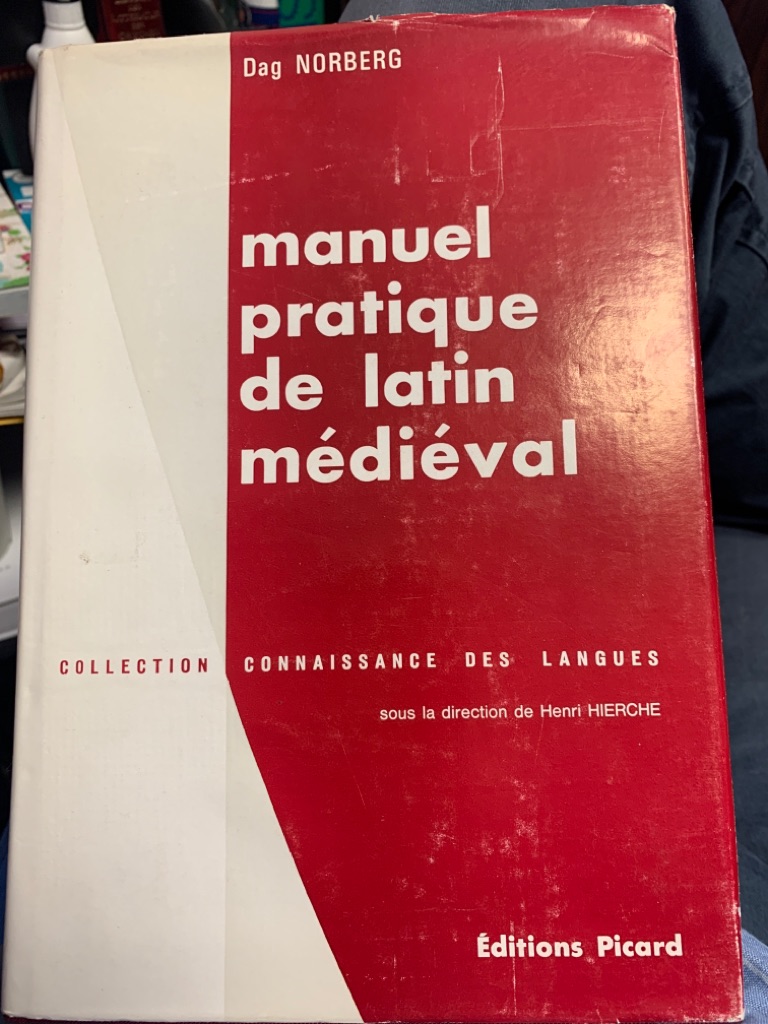 Dag NORBERG
manuel
pratique
de latin
médiéval
COLLECTION CONNAISSANCE DES LANGUES
sous la direction de Henri HIERCHE
Éditions Picard